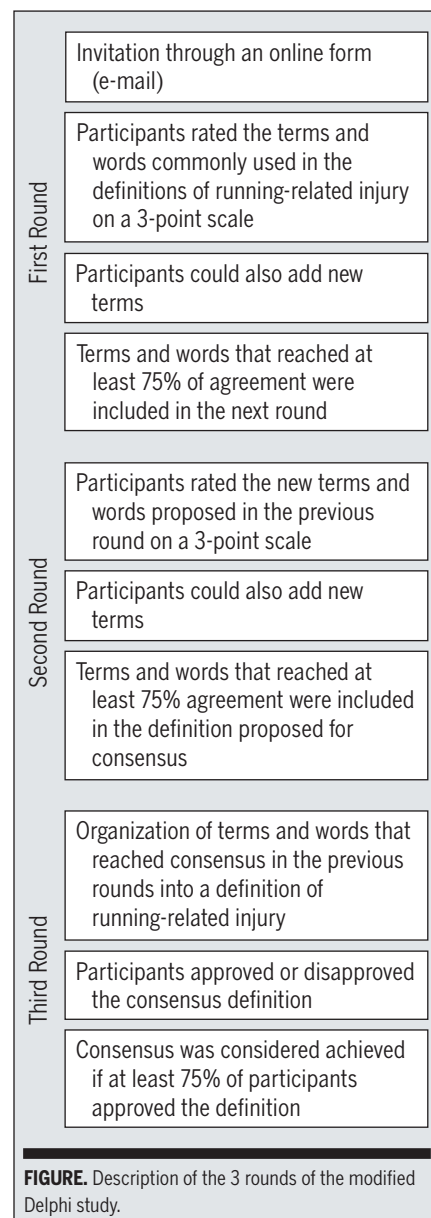 First Round
Invitation through an online form
(e-mail)
Participants rated the terms and
words commonly used in the
definitions of running-related injury
on a 3-point scale
Participants could also add new
terms
Terms and words that reached at
least 75% of agreement were
included in the next round
Second Round
Participants rated the new terms and
words proposed in the previous
round on a 3-point scale
Participants could also add new
terms
Terms and words that reached at
least 75% agreement were included
in the definition proposed for
consensus
Third Round
Organization of terms and words that
reached consensus in the previous
rounds into a definition of
running-related injury
Participants approved or disapproved
the consensus definition
Consensus was considered achieved
if at least 75% of participants
approved the definition
FIGURE. Description of the 3 rounds of the modified
Delphi study.